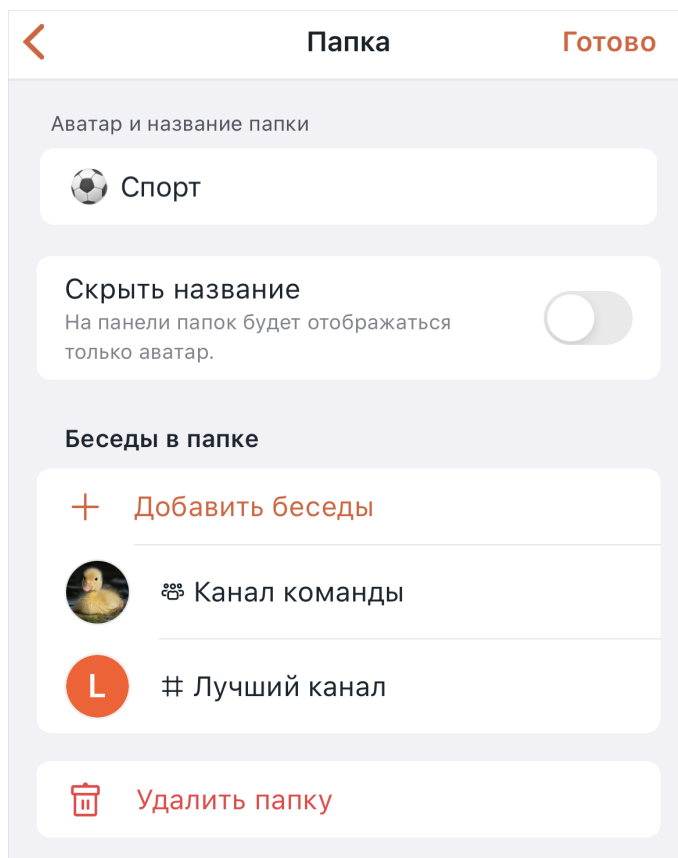 Папка
Готово
Аватар и название папки
Спорт
Скрыть название
На панели папок будет отображаться
только аватар.
Беседы в папке
Добавить беседы
Канал команды
L
# Лучший канал
Удалить папку